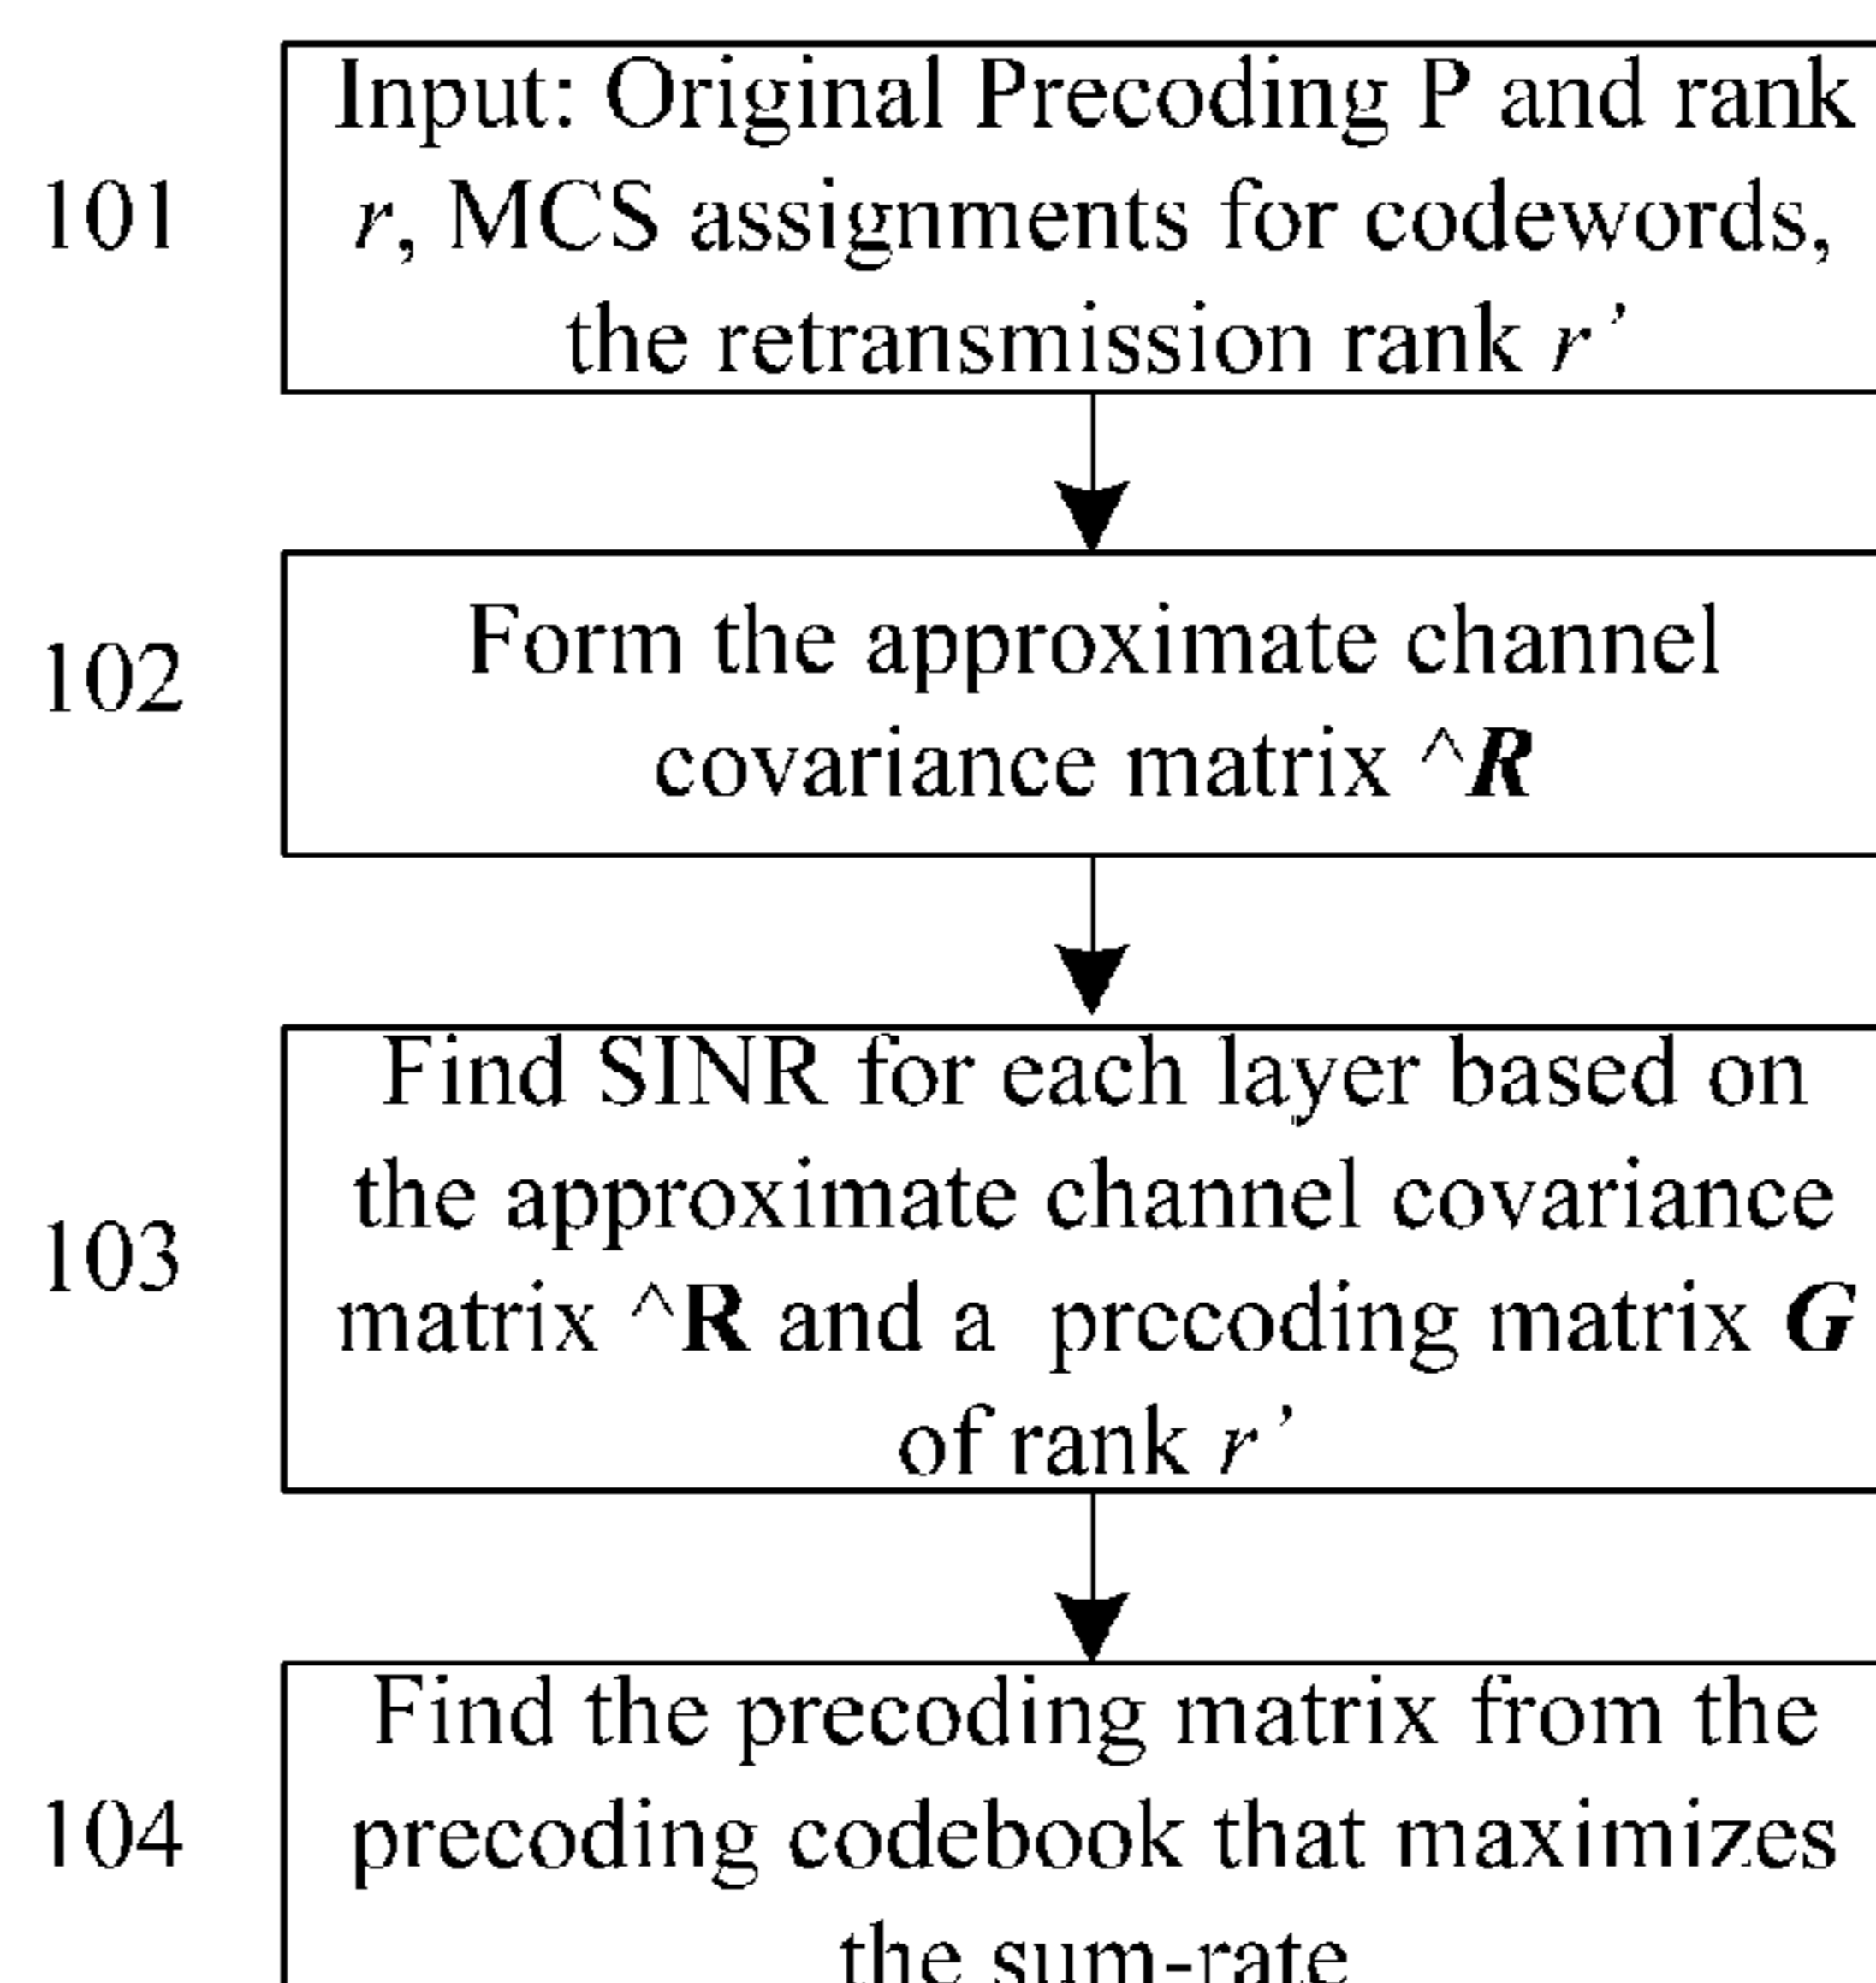 101
Input: Original Precoding P and rank
r, MCS assignments for codewords,
the retransmission rank r’
102
Form the approximate channel
covariance matrix ^R
103
Find SINR for each layer based on
the approximate channel covariance
matrix ^R and a prccoding matrix G
of rank r’
104
Find the precoding matrix from the
precoding codebook that maximizes
the sum-rate